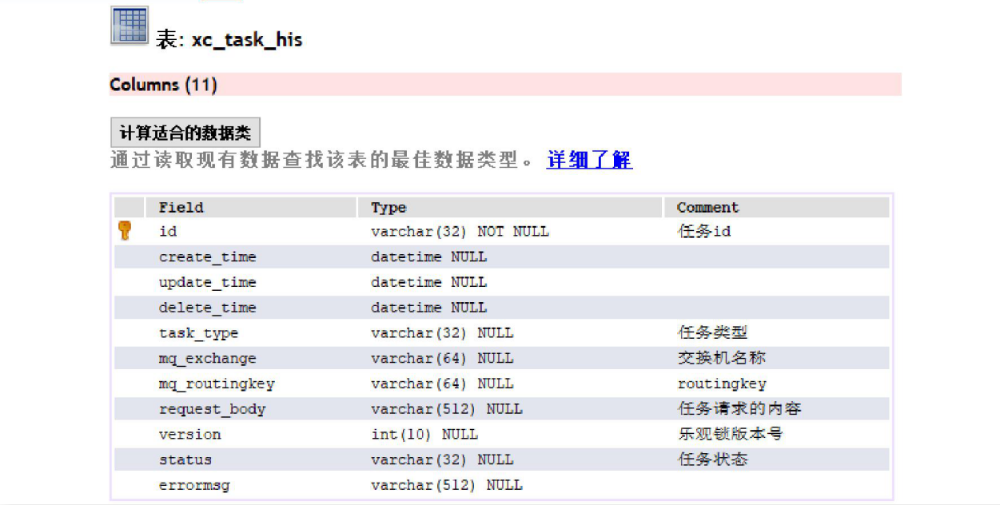 表: xc_task_his
Columns (11)
计算适合的数据类
通过读取现有数据查找该表的最佳数据类型。 详细了解
Field Type Comment
id varchar(32) NOT NULL 任务id
create_time datetime NULL
update_time datetime NULL
delete_time datetime NULL
task_type varchar(32) NULL 任务类型
mq_exchange varchar(64) NULL 交换机名称
mq_routingkey varchar(64) NULL routingkey
request_body varchar(512) NULL 任务请求的内容
version int(10) NULL 乐观锁版本号
status varchar(32) NULL 任务状态
errormsg varchar(512) NULL